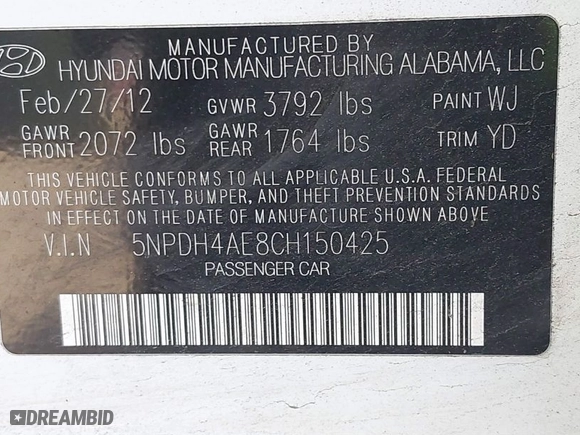 MANUFACTURED BY
HYUNDAI MOTOR MANUFACTURING ALABAMA, LLC
Feb/27/12 GVWR 3792 lbs PAINT WJ
GAWR FRONT 2072 lbs GAWR REAR 1764 lbs TRIM YD
THIS VEHICLE CONFORMS TO ALL APPLICABLE U.S.A. FEDERAL
MOTOR VEHICLE SAFETY, BUMPER, AND THEFT PREVENTION STANDARDS
IN EFFECT ON THE DATE OF MANUFACTURE SHOWN ABOVE
V.I.N 5NPDH4AE8CH150425
PASSENGER CAR
DREAMBID